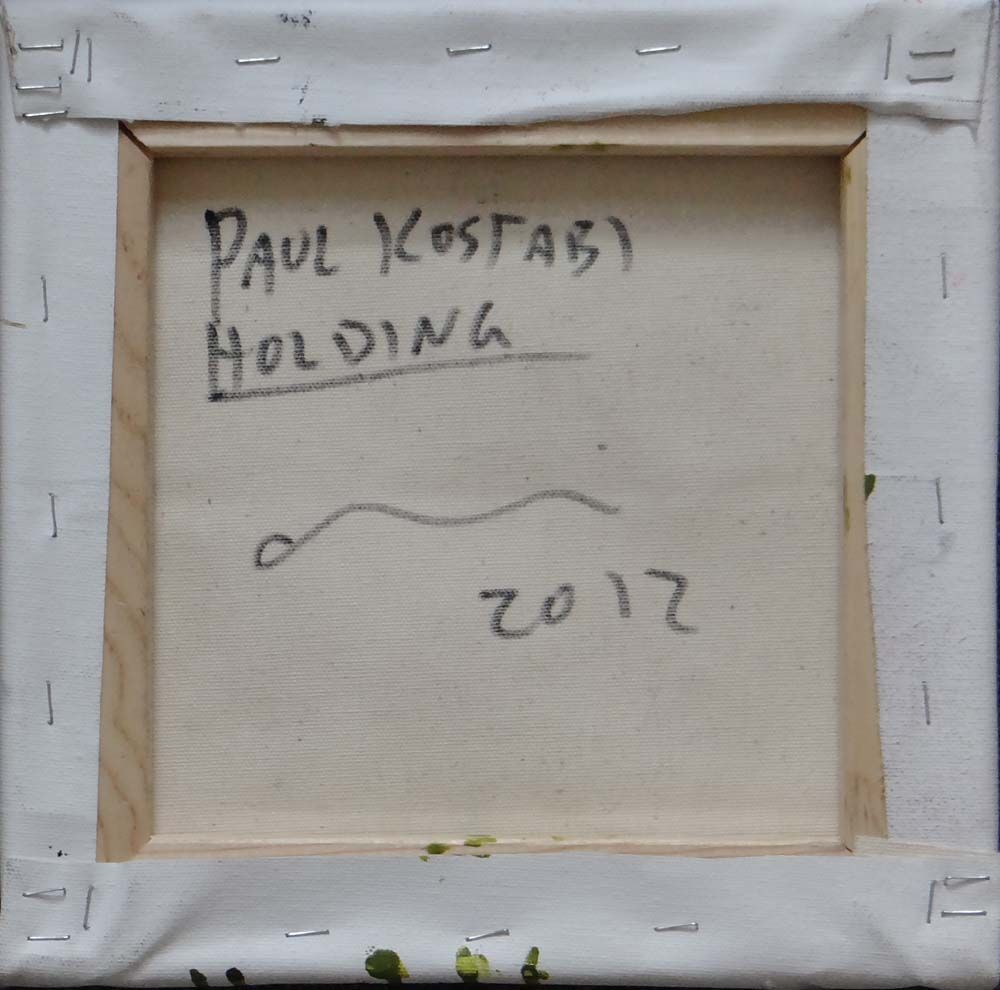 PAUL KOSTABI
HOLDING
2012